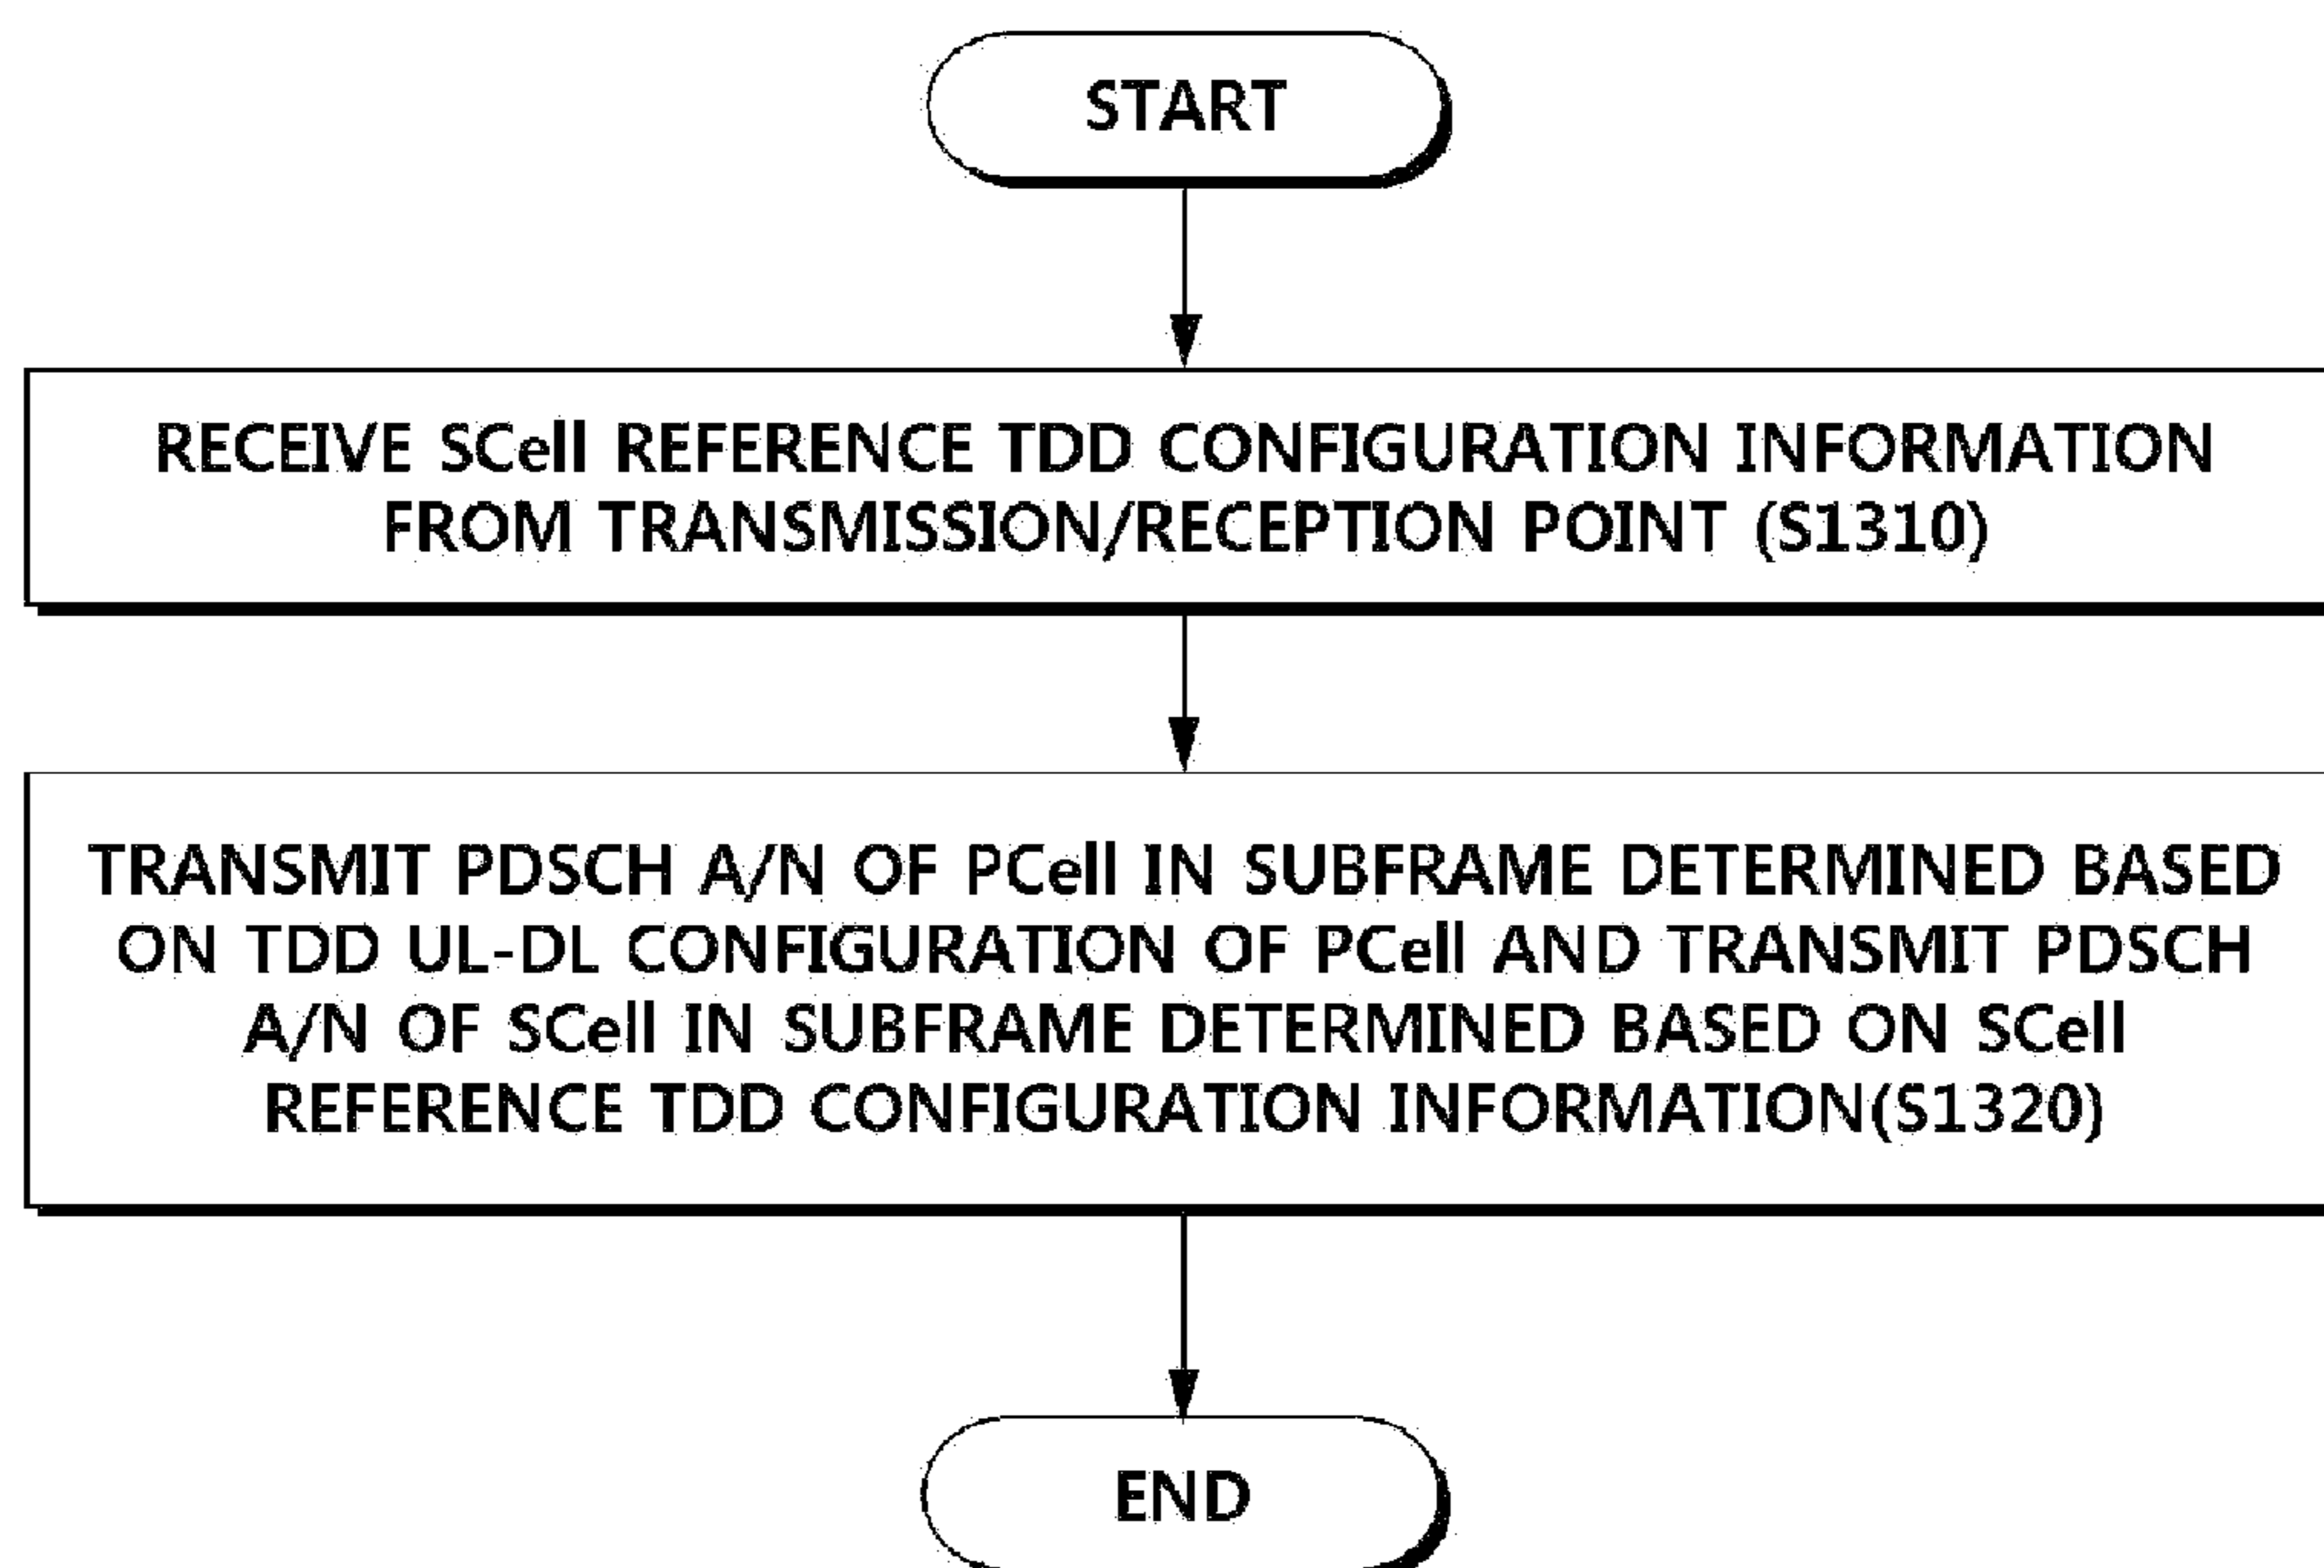 START
RECEIVE SCell REFERENCE TDD CONFIGURATION INFORMATION
FROM TRANSMISSION/RECEPTION POINT (S1310)
TRANSMIT PDSCH A/N OF PCell IN SUBFRAME DETERMINED BASED
ON TDD UL-DL CONFIGURATION OF PCell AND TRANSMIT PDSCH
A/N OF SCell IN SUBFRAME DETERMINED BASED ON SCell
REFERENCE TDD CONFIGURATION INFORMATION(S1320)
END